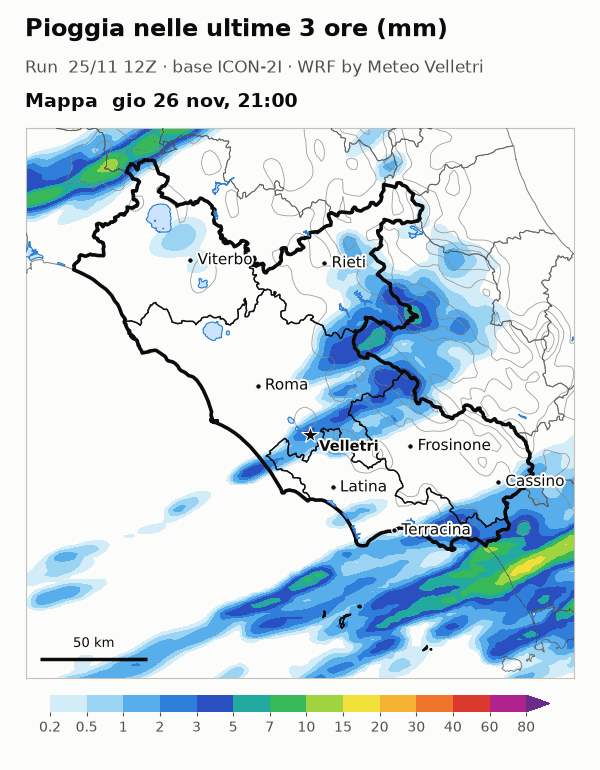 Pioggia nelle ultime 3 ore (mm)
Run  25/11 12Z · base ICON-2I · WRF by Meteo Velletri
Mappa  gio 26 nov, 21:00
Viterbo
Rieti
Roma
Velletri
Frosinone
Cassino
Latina
Terracina
50 km
0.2 0.5 1 2 3 5 7 10 15 20 30 40 60 80